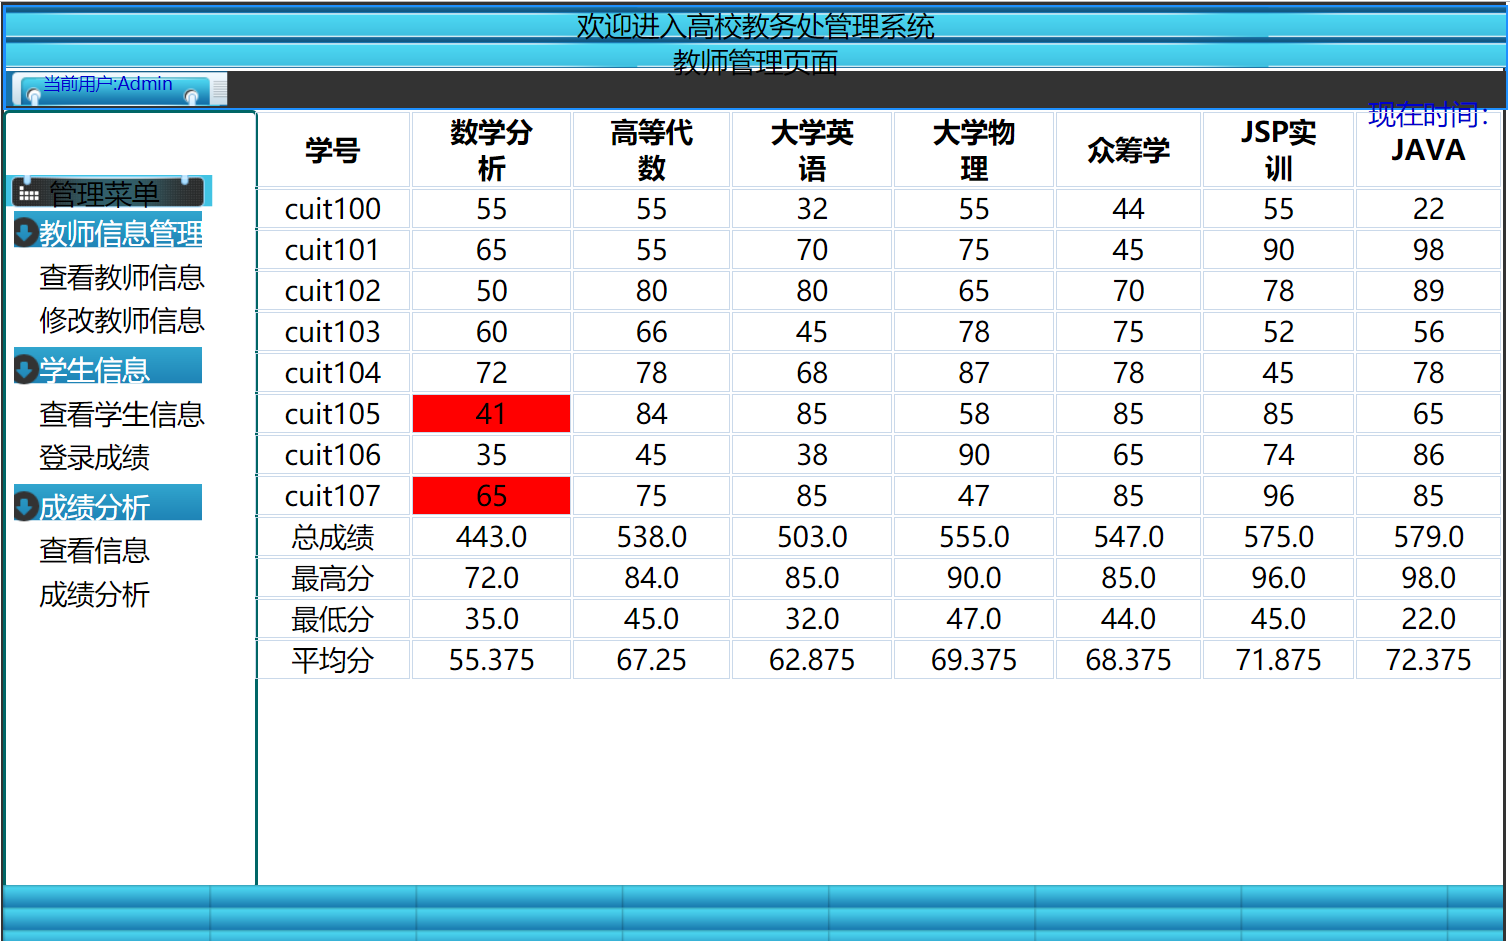 欢迎进入高校教务处管理系统
教师管理页面
当前用户:Admin
现在时间:
管理菜单
教师信息管理
查看教师信息
修改教师信息
学生信息
查看学生信息
登录成绩
成绩分析
查看信息
成绩分析
学号 数学分析 高等代数 大学英语 大学物理 众筹学 JSP实训 JAVA
cuit100 55 55 32 55 44 55 22
cuit101 65 55 70 75 45 90 98
cuit102 50 80 80 65 70 78 89
cuit103 60 66 45 78 75 52 56
cuit104 72 78 68 87 78 45 78
cuit105 41 84 85 58 85 85 65
cuit106 35 45 38 90 65 74 86
cuit107 65 75 85 47 85 96 85
总成绩 443.0 538.0 503.0 555.0 547.0 575.0 579.0
最高分 72.0 84.0 85.0 90.0 85.0 96.0 98.0
最低分 35.0 45.0 32.0 47.0 44.0 45.0 22.0
平均分 55.375 67.25 62.875 69.375 68.375 71.875 72.375